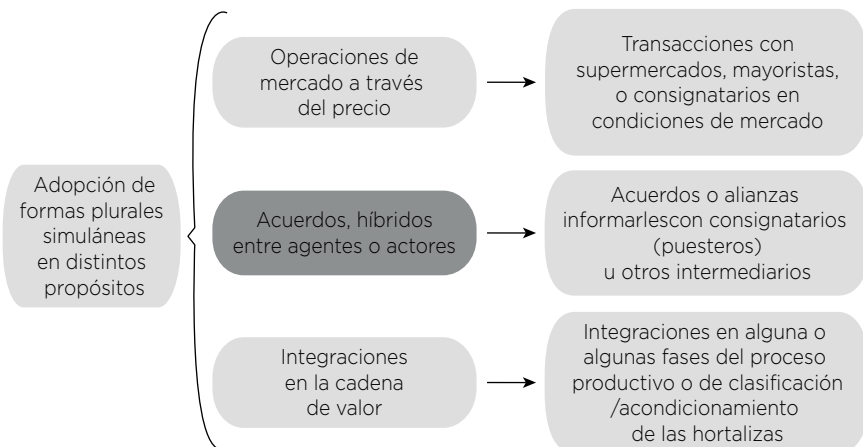 Adopción de
formas plurales
simuláneas
en distintos
propósitos
Operaciones de
mercado a través
del precio
Transacciones con
supermercados, mayoristas,
o consignatarios en
condiciones de mercado
Acuerdos, híbridos
entre agentes o actores
Acuerdos o alianzas
informarlescon consignatarios
(puesteros)
u otros intermediarios
Integraciones
en la cadena
de valor
Integraciones en alguna o
algunas fases del proceso
productivo o de clasificación
/acondicionamiento
de las hortalizas